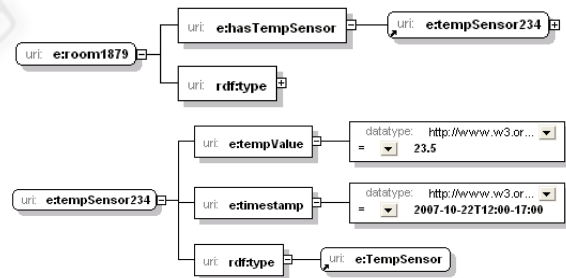 uri: e:hasTempSensor
uri: e:tempSensor234
uri: e:room1879
uri: rdf:type
uri: e:tempValue
datatype: http://www.w3.or...
= 23.5
uri: e:tempSensor234
uri: e:timestamp
datatype: http://www.w3.or...
= 2007-10-22T12:00-17:00
uri: rdf:type
uri: e:TempSensor